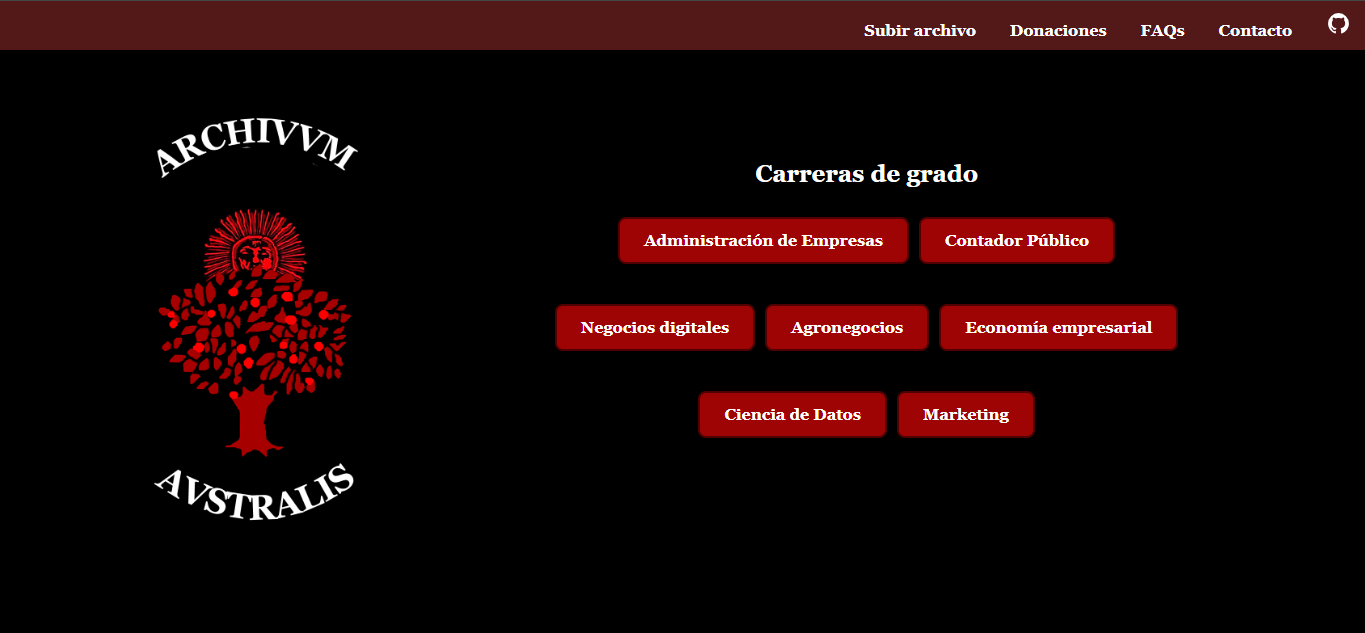 Subir archivo Donaciones FAQs Contacto
ARCHIVVM
AVSTRALIS
Carreras de grado
Administración de Empresas Contador Público
Negocios digitales Agronegocios Economía empresarial
Ciencia de Datos Marketing